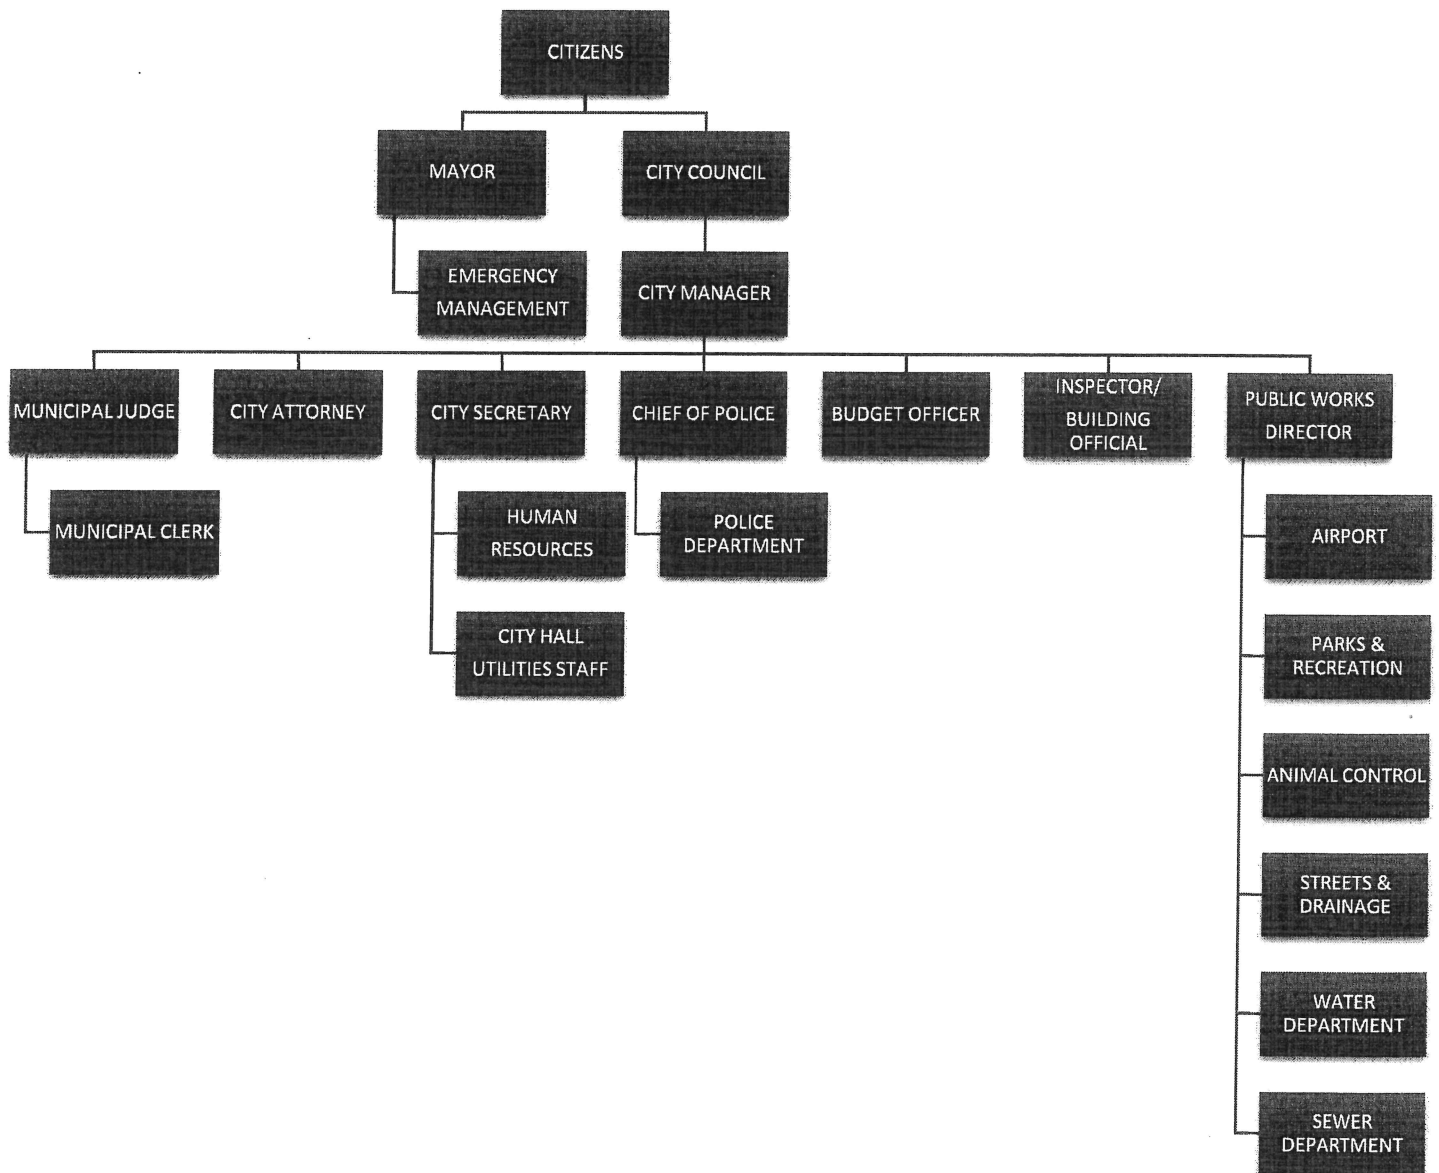 CITIZENS
MAYOR
CITY COUNCIL
EMERGENCY
MANAGEMENT
CITY MANAGER
MUNICIPAL JUDGE
CITY ATTORNEY
CITY SECRETARY
CHIEF OF POLICE
BUDGET OFFICER
INSPECTOR/
BUILDING
OFFICIAL
PUBLIC WORKS
DIRECTOR
MUNICIPAL CLERK
HUMAN
RESOURCES
POLICE
DEPARTMENT
AIRPORT
CITY HALL
UTILITIES STAFF
PARKS &
RECREATION
ANIMAL CONTROL
STREETS &
DRAINAGE
WATER
DEPARTMENT
SEWER
DEPARTMENT